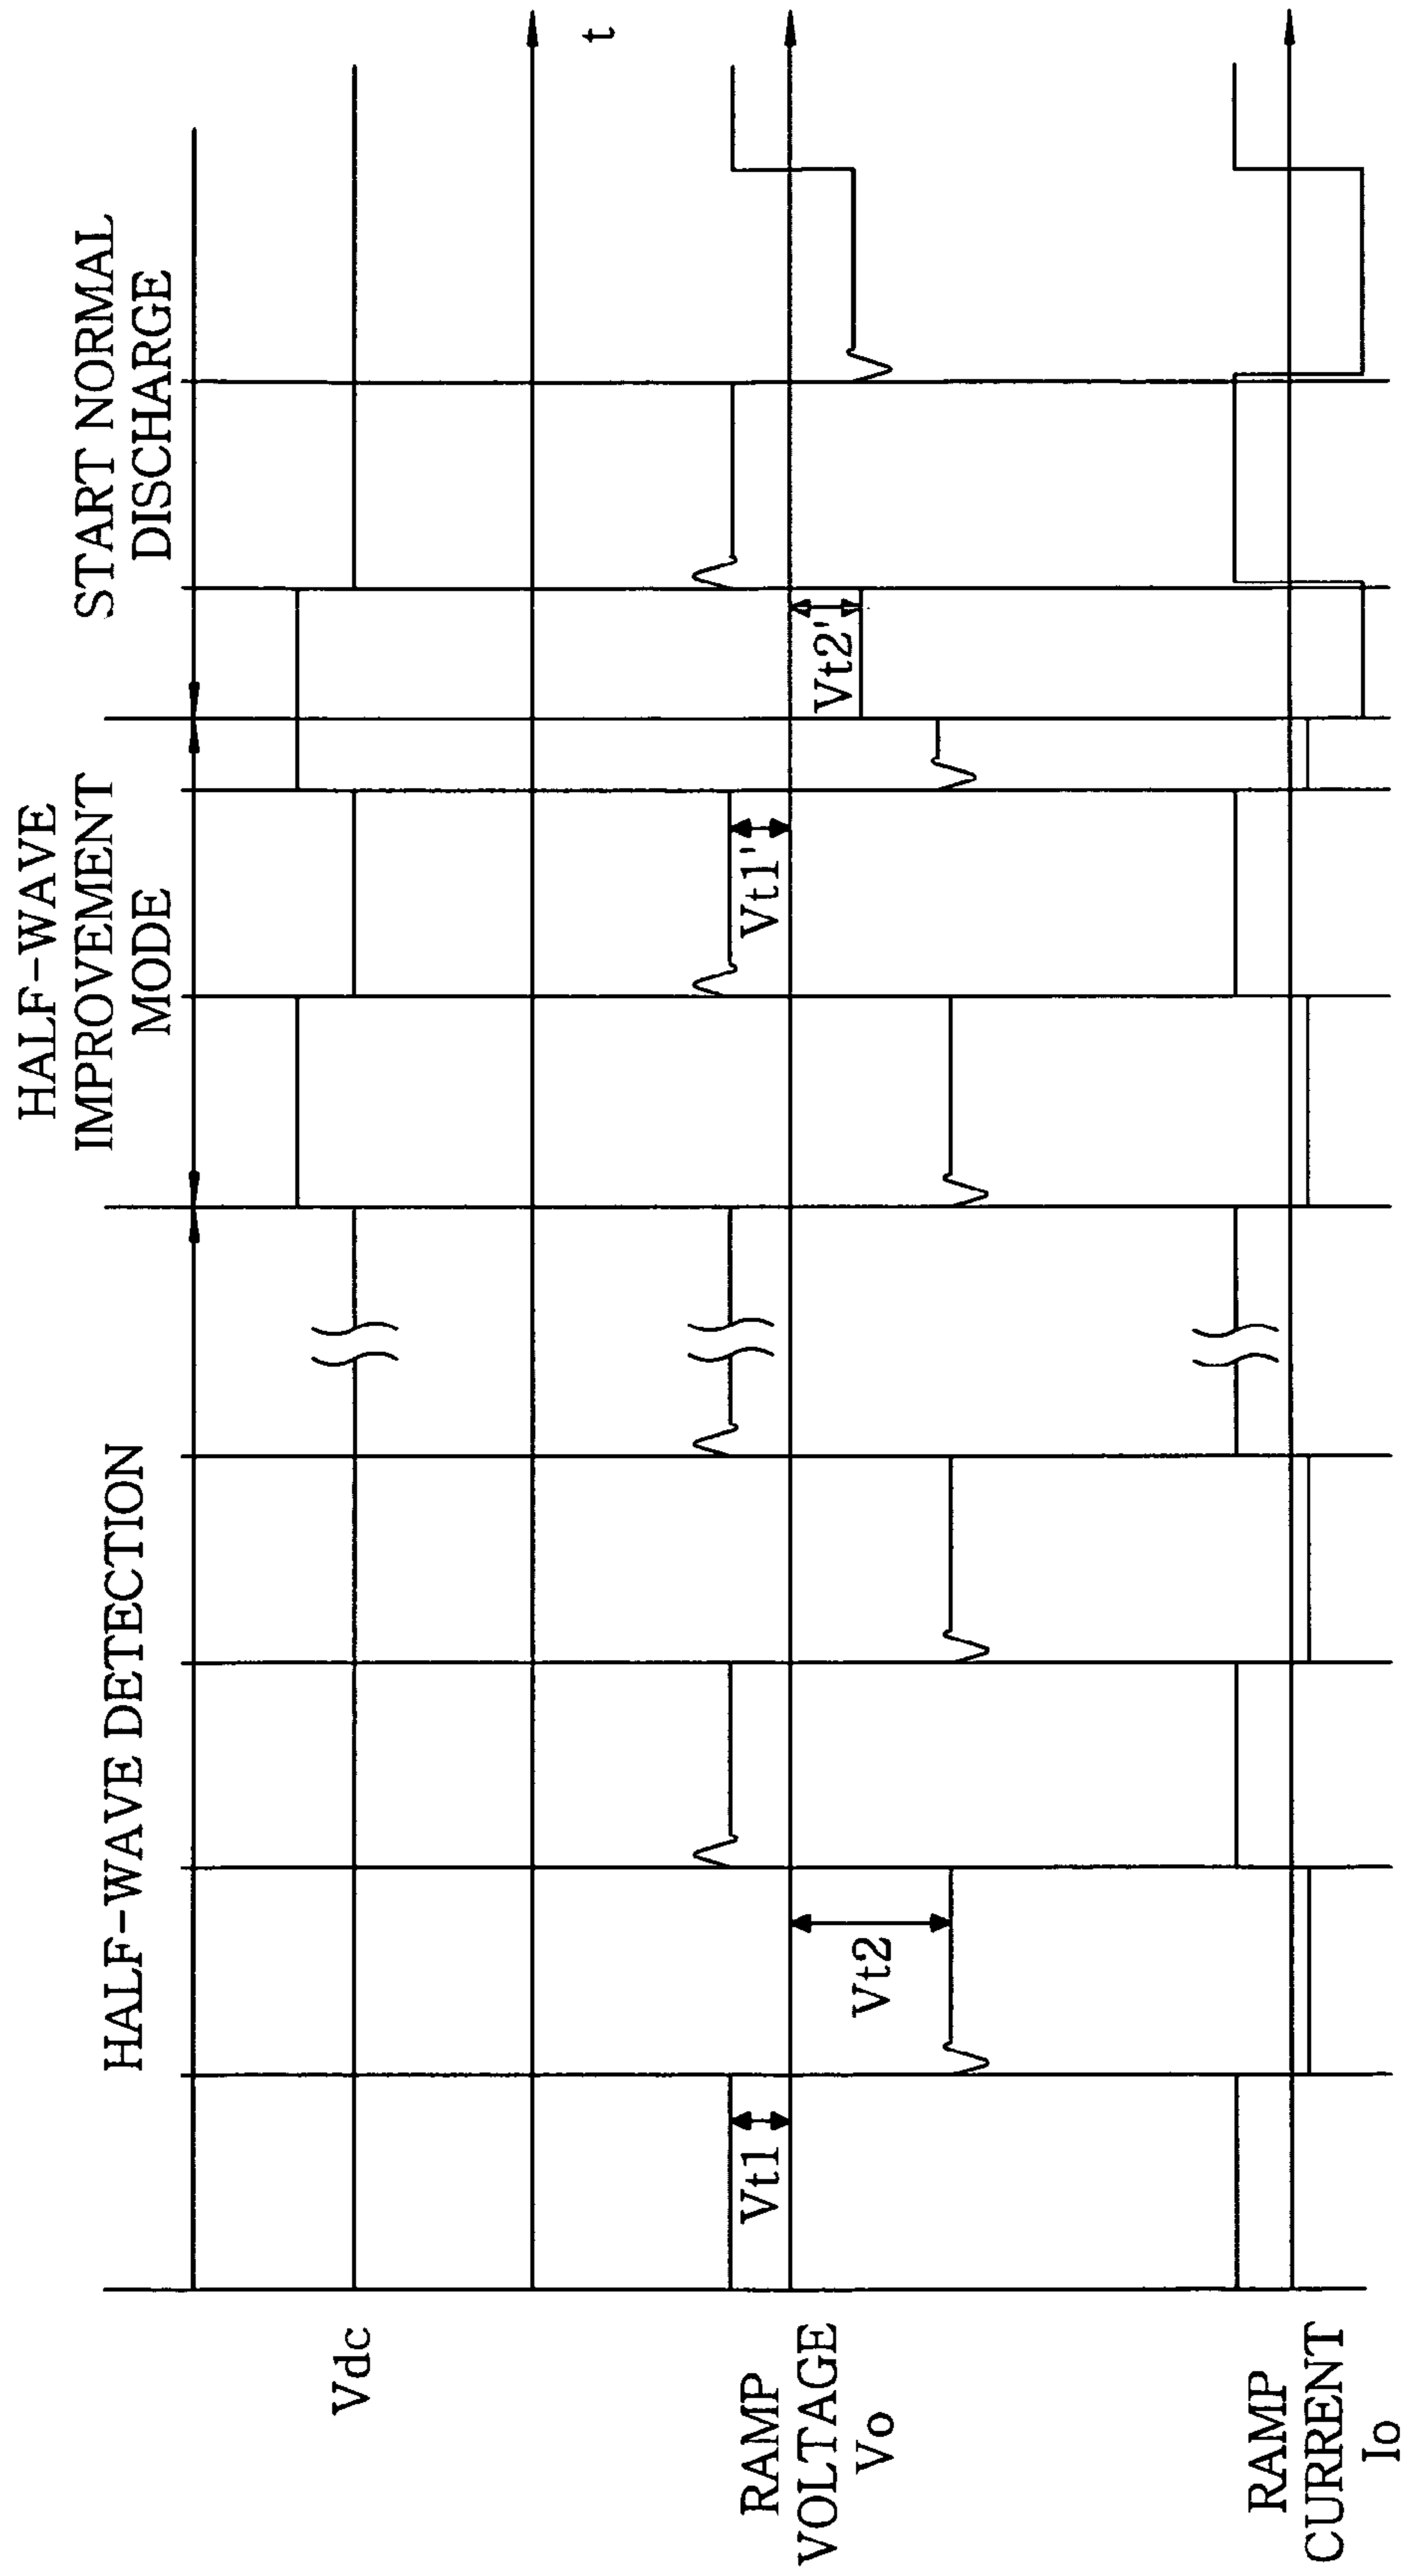 HALF-WAVE DETECTION
HALF-WAVE
IMPROVEMENT
MODE
START NORMAL
DISCHARGE
Vdc
t
RAMP
VOLTAGE
Vo
Vt1
Vt2
Vt1'
Vt2'
RAMP
CURRENT
Io